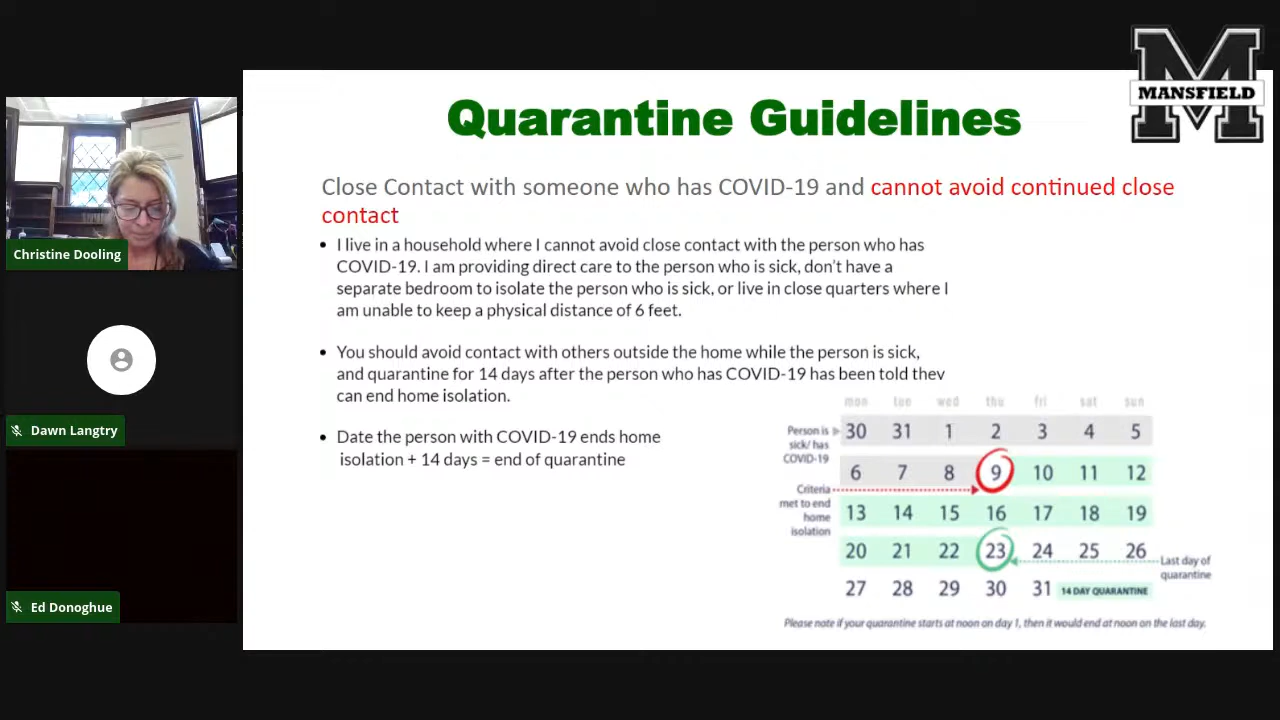 MANSFIELD
Quarantine Guidelines
Close Contact with someone who has COVID-19 and cannot avoid continued close
contact
• I live in a household where I cannot avoid close contact with the person who has
COVID-19. I am providing direct care to the person who is sick, don't have a
separate bedroom to isolate the person who is sick, or live in close quarters where I
am unable to keep a physical distance of 6 feet.
• You should avoid contact with others outside the home while the person is sick,
and quarantine for 14 days after the person who has COVID-19 has been told they
can end home isolation.
• Date the person with COVID-19 ends home
isolation + 14 days = end of quarantine
mon tue wed thu fri sat sun
Person is
sick/ has
COVID-19
30 31 1 2 3 4 5
6 7 8 9 10 11 12
Criteria
met to end
home
isolation
13 14 15 16 17 18 19
20 21 22 23 24 25 26
Last day of
quarantine
27 28 29 30 31 14 DAY QUARANTINE
Please note if your quarantine starts at noon on day 1, then it would end at noon on the last day.
Christine Dooling
Dawn Langtry
Ed Donoghue